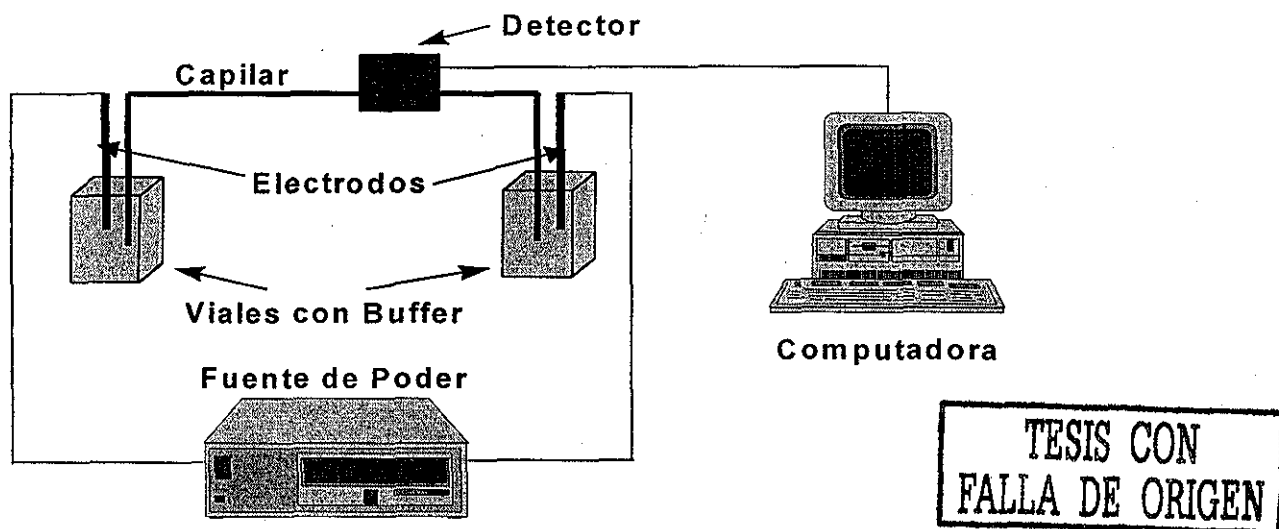 Detector
Capilar
Electrodos
Viales con Buffer
Computadora
Fuente de Poder
TESIS CON
FALLA DE ORIGEN